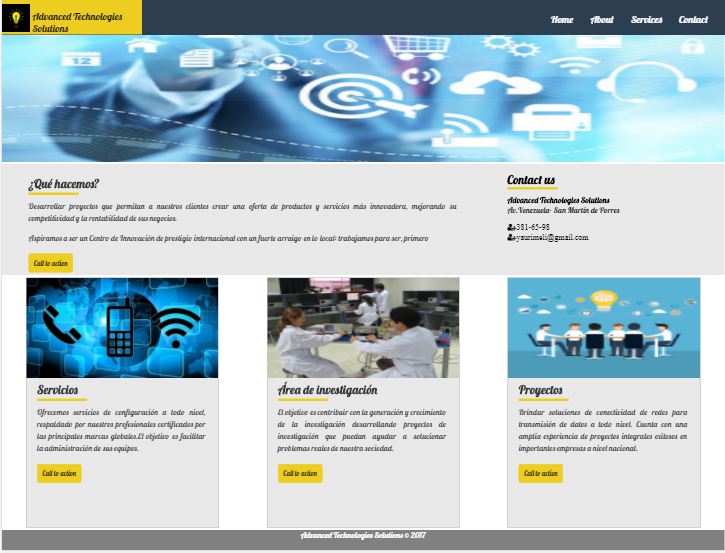 Advanced Technologies
Solutions
Home About Services Contact
12
¿Qué hacemos?
Desarrollar proyectos que permitan a nuestros clientes crear una oferta de productos y servicios más innovadora, mejorando su
competitividad y la rentabilidad de sus negocios.
Aspiramos a ser un Centro de Innovación de prestigio internacional con un fuerte arraigo en lo local: trabajamos para ser, primero
Call to action
Contact us
Advanced Technologies Solutions
Av.Venezuela- San Martin de Porres
+381-65-98
+yaurimeli@gmail.com
Servicios
Ofrecemos servicios de configuración a todo nivel,
respaldado por nuestros profesionales certificados por
las principales marcas globales.El objetivo es facilitar
la administración de sus equipos.
Call to action
Área de investigación
El objetivo es contribuir con la generación y crecimiento
de la investigación desarrollando proyectos de
investigación que puedan ayudar a solucionar
problemas reales de nuestra sociedad.
Call to action
Proyectos
Brindar soluciones de conectividad de redes para
transmisión de datos a todo nivel. Cuenta con una
amplia experiencia de proyectos integrales exitosos en
importantes empresas a nivel nacional.
Call to action
Advanced Technologies Solutions © 2017